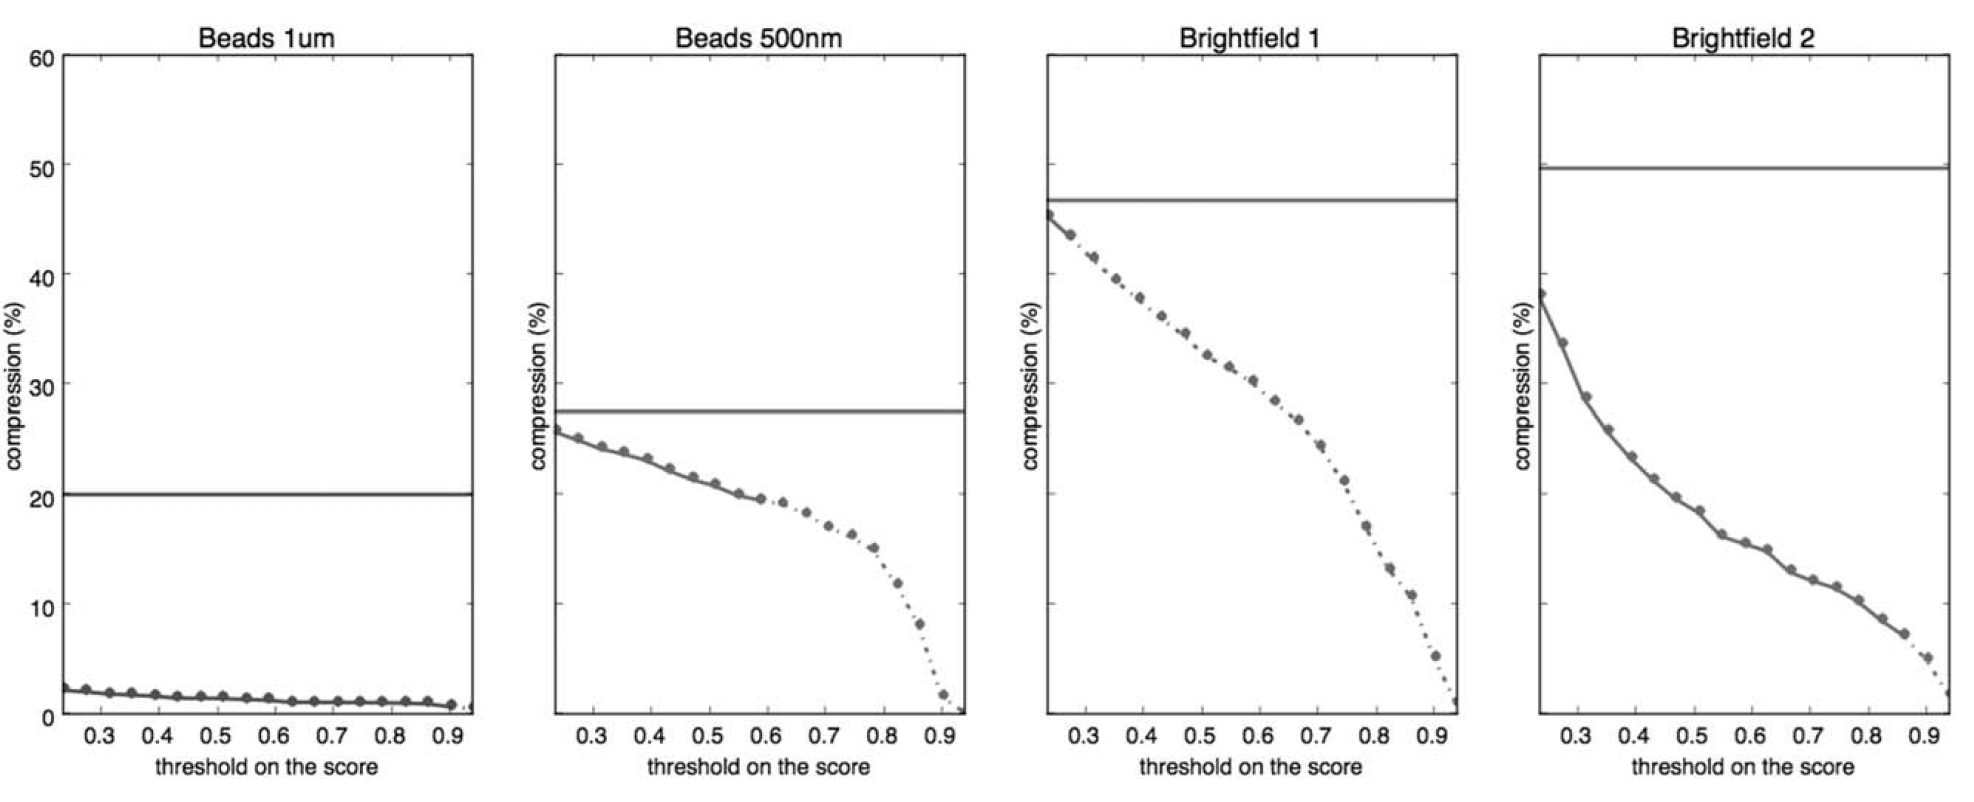 Beads 1um
Beads 500nm
Brightfield 1
Brightfield 2
60
50
40
30
20
10
0
compression (%)
compression (%)
compression (%)
compression (%)
0.3 0.4 0.5 0.6 0.7 0.8 0.9
0.3 0.4 0.5 0.6 0.7 0.8 0.9
0.3 0.4 0.5 0.6 0.7 0.8 0.9
0.3 0.4 0.5 0.6 0.7 0.8 0.9
threshold on the score
threshold on the score
threshold on the score
threshold on the score